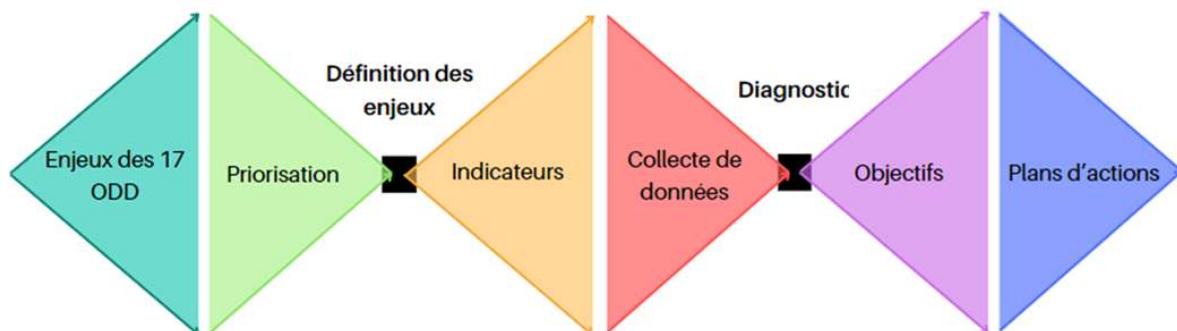 Enjeux des 17
ODD
Priorisation
Définition des
enjeux
Indicateurs
Collecte de
données
Diagnostic
Objectifs
Plans d'actions